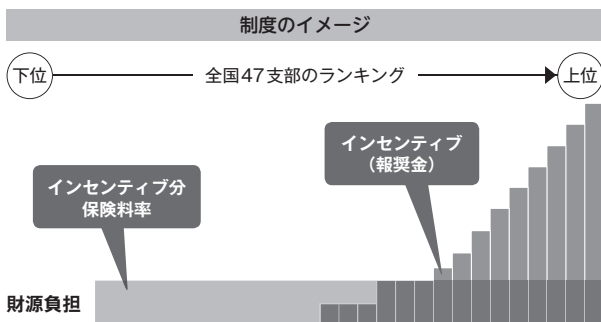 制度のイメージ
下位
全国47支部のランキング
上位
インセンティブ
（報奨金）
インセンティブ分
保険料率
財源負担